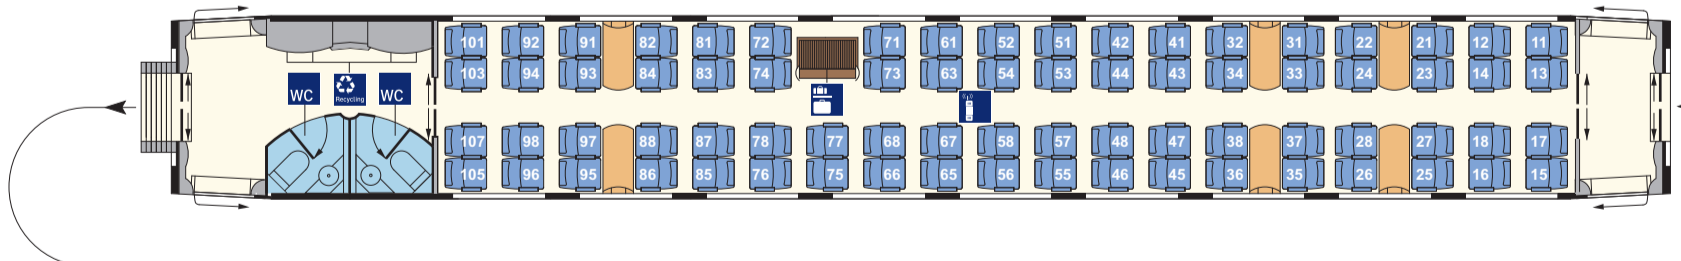 101 92 91 82 81 72 71 61 52 51 42 41 32 31 22 21 12 11
103 94 93 84 83 74 73 63 54 53 44 43 34 33 24 23 14 13
WC Recycling WC
107 98 97 88 87 78 77 68 67 58 57 48 47 38 37 28 27 18 17
105 96 95 86 85 76 75 66 65 56 55 46 45 36 35 26 25 16 15